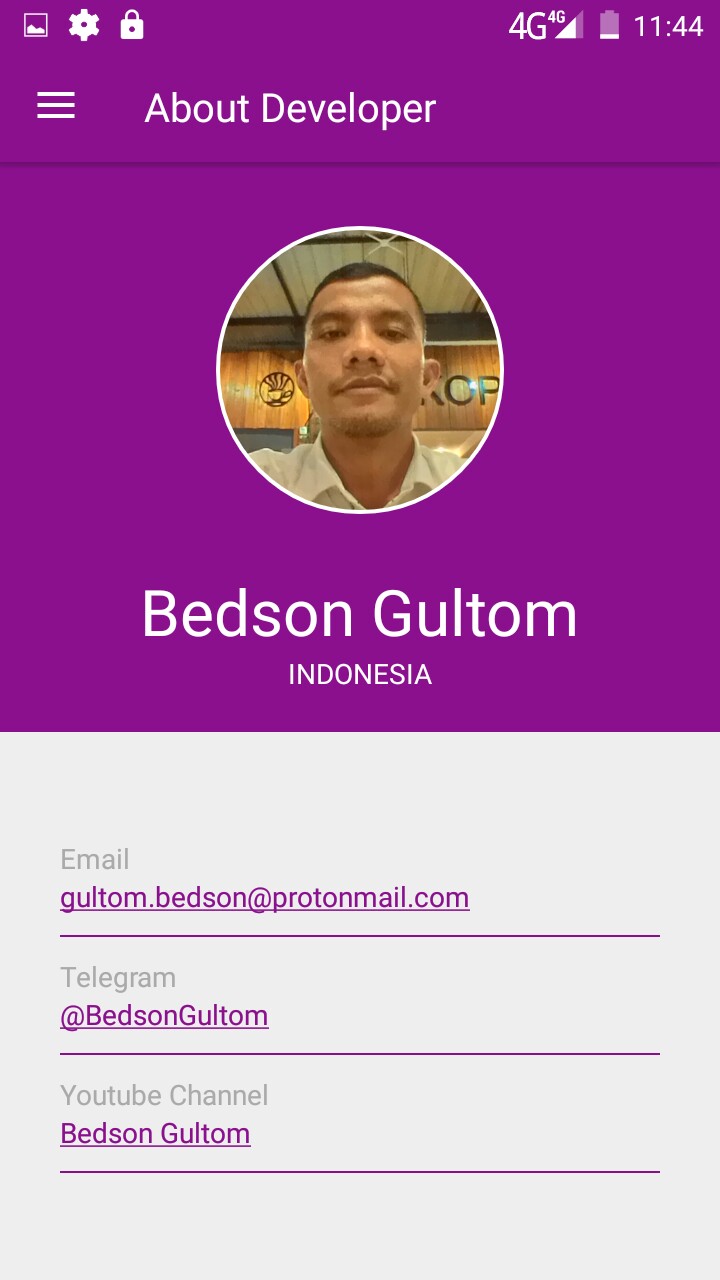 4G 4G 11:44
About Developer
KOP
Bedson Gultom
INDONESIA
Email
gultom.bedson@protonmail.com
Telegram
@BedsonGultom
Youtube Channel
Bedson Gultom